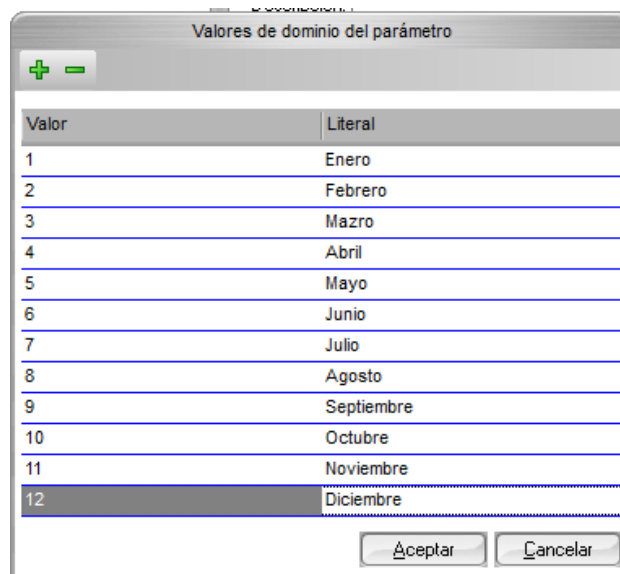 Valores de dominio del parámetro
Valor Literal
1 Enero
2 Febrero
3 Mazro
4 Abril
5 Mayo
6 Junio
7 Julio
8 Agosto
9 Septiembre
10 Octubre
11 Noviembre
12 Diciembre
Aceptar Cancelar